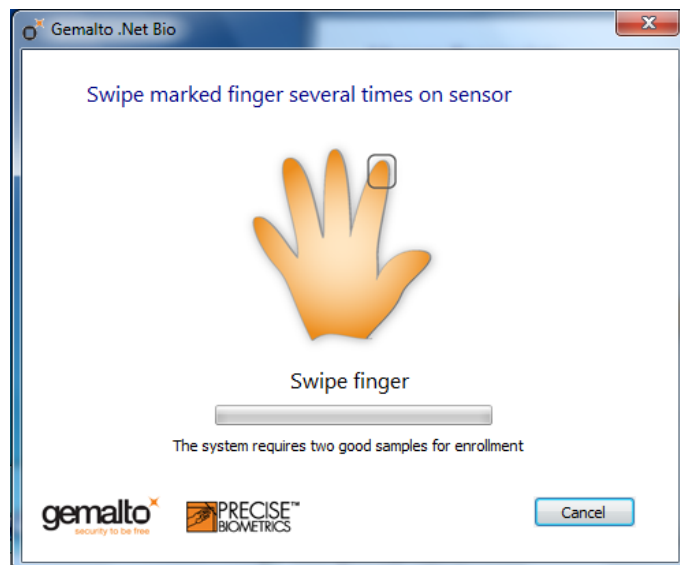 Gemalto .Net Bio
Swipe marked finger several times on sensor
Swipe finger
The system requires two good samples for enrollment
gemalto
security to be free
PRECISE™
BIOMETRICS
Cancel